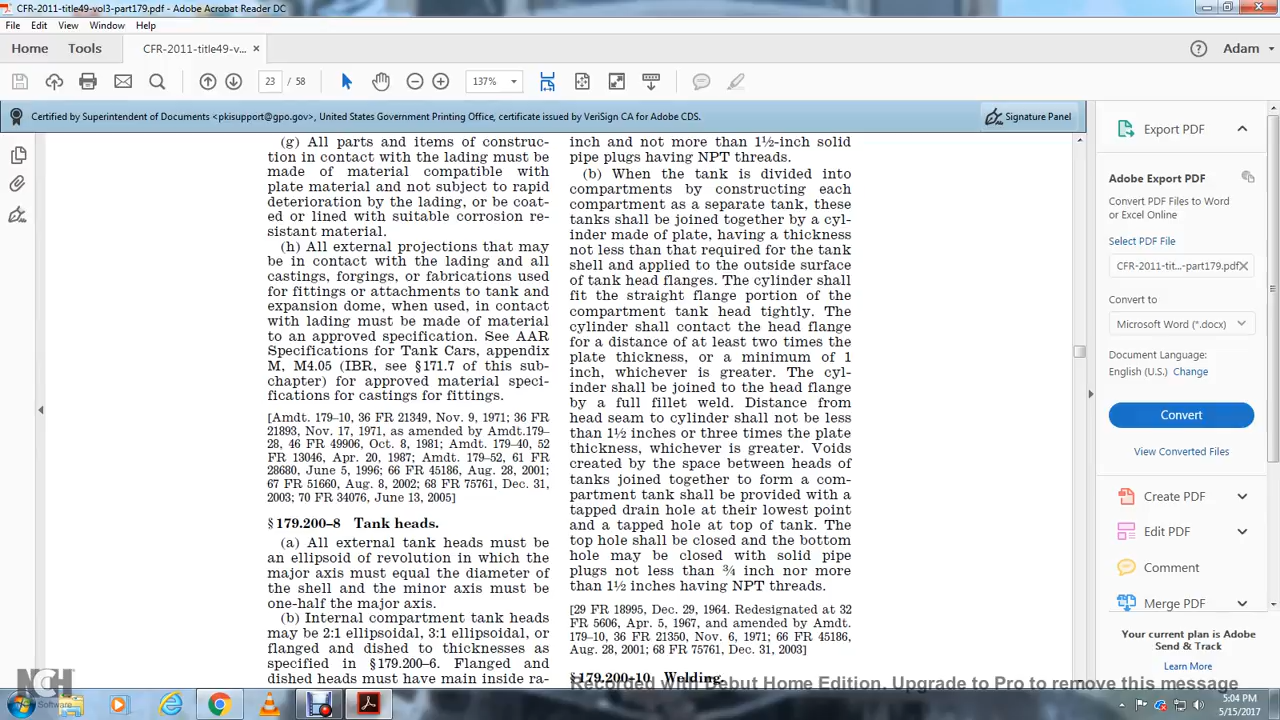 CFR-2011-title49-vol3-part179.pdf - Adobe Acrobat Reader DC
File Edit View Window Help
Home Tools CFR-2011-title49-v... × Adam
23 / 58 137%
Certified by Superintendent of Documents <pkisupport@gpo.gov>, United States Government Printing Office, certificate issued by VeriSign CA for Adobe CDS.
Signature Panel
(g) All parts and items of construc-
tion in contact with the lading must be
made of material compatible with
plate material and not subject to rapid
deterioration by the lading, or be coat-
ed or lined with suitable corrosion re-
sistant material.
(h) All external projections that may
be in contact with the lading and all
castings, forgings, or fabrications used
for fittings or attachments to tank and
expansion dome, when used, in contact
with lading must be made of material
to an approved specification. See AAR
Specifications for Tank Cars, appendix
M, M4.05 (IBR, see §171.7 of this sub-
chapter) for approved material speci-
fications for castings for fittings.
[Amdt. 179–10, 36 FR 21349, Nov. 9, 1971; 36 FR
21893, Nov. 17, 1971, as amended by Amdt.179–
28, 46 FR 49906, Oct. 8, 1981; Amdt. 179–40, 52
FR 13046, Apr. 20, 1987; Amdt. 179–52, 61 FR
28680, June 5, 1996; 66 FR 45186, Aug. 28, 2001;
67 FR 51660, Aug. 8, 2002; 68 FR 75761, Dec. 31,
2003; 70 FR 34076, June 13, 2005]
§179.200–8 Tank heads.
(a) All external tank heads must be
an ellipsoid of revolution in which the
major axis must equal the diameter of
the shell and the minor axis must be
one-half the major axis.
(b) Internal compartment tank heads
may be 2:1 ellipsoidal, 3:1 ellipsoidal, or
flanged and dished to thicknesses as
specified in §179.200–6. Flanged and
dished heads must have main inside ra-
inch and not more than 1½-inch solid
pipe plugs having NPT threads.
(b) When the tank is divided into
compartments by constructing each
compartment as a separate tank, these
tanks shall be joined together by a cyl-
inder made of plate, having a thickness
not less than that required for the tank
shell and applied to the outside surface
of tank head flanges. The cylinder shall
fit the straight flange portion of the
compartment tank head tightly. The
cylinder shall contact the head flange
for a distance of at least two times the
plate thickness, or a minimum of 1
inch, whichever is greater. The cyl-
inder shall be joined to the head flange
by a full fillet weld. Distance from
head seam to cylinder shall not be less
than 1½ inches or three times the plate
thickness, whichever is greater. Voids
created by the space between heads of
tanks joined together to form a com-
partment tank shall be provided with a
tapped drain hole at their lowest point
and a tapped hole at top of tank. The
top hole shall be closed and the bottom
hole may be closed with solid pipe
plugs not less than ¾ inch nor more
than 1½ inches having NPT threads.
[29 FR 18995, Dec. 29, 1964. Redesignated at 32
FR 5606, Apr. 5, 1967, and amended by Amdt.
179–10, 36 FR 21350, Nov. 6, 1971; 66 FR 45186,
Aug. 28, 2001; 68 FR 75761, Dec. 31, 2003]
§179.200–10 Welding.
Export PDF
Adobe Export PDF
Convert PDF Files to Word
or Excel Online
Select PDF File
CFR-2011-tit...-part179.pdf ×
Convert to
Microsoft Word (*.docx)
Document Language:
English (U.S.) Change
Convert
View Converted Files
Create PDF
Edit PDF
Comment
Merge PDF
Your current plan is Adobe
Send & Sign
Learn More
Recorded with Debut Home Edition. Upgrade to Pro to remove this message
NCH
Software
5:04 PM
5/15/2017